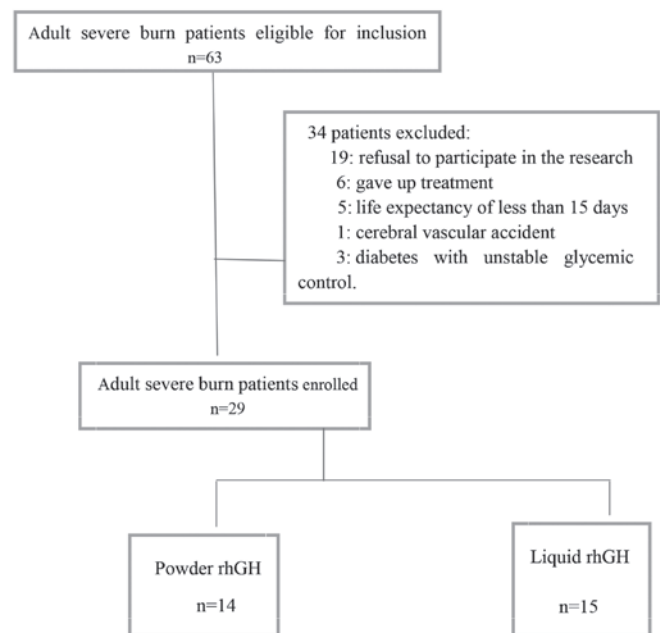 Adult severe burn patients eligible for inclusion
n=63
34 patients excluded:
19: refusal to participate in the research
6: gave up treatment
5: life expectancy of less than 15 days
1: cerebral vascular accident
3: diabetes with unstable glycemic
control.
Adult severe burn patients enrolled
n=29
Powder rhGH
n=14
Liquid rhGH
n=15